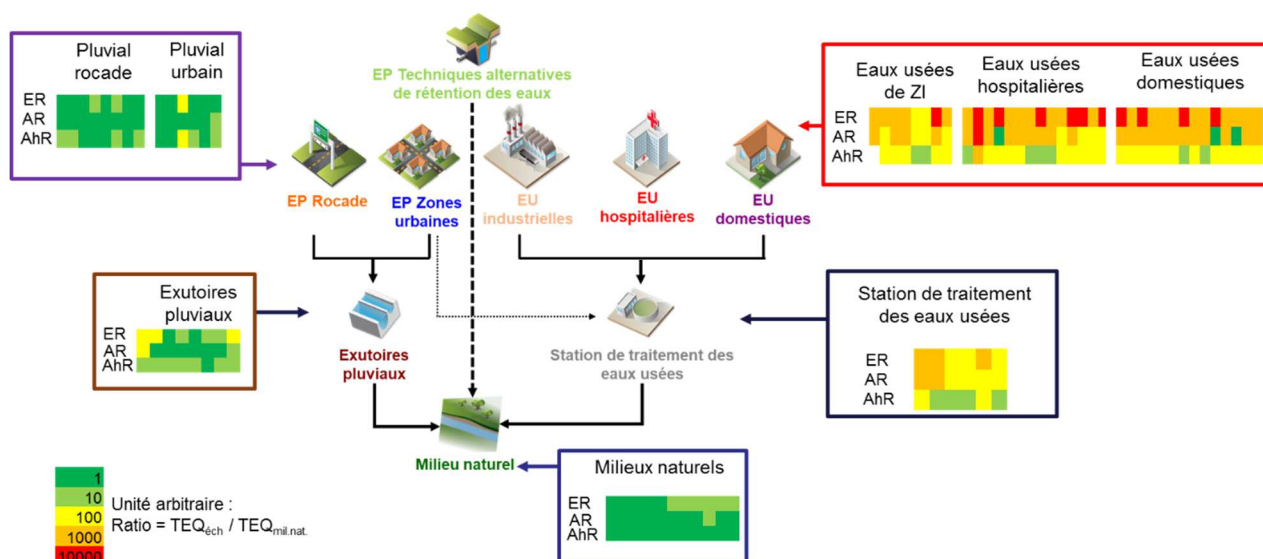 Pluvial
rocade
Pluvial
urbain
ER
AR
AhR
EP Techniques alternatives
de rétention des eaux
Eaux usées
de ZI
Eaux usées
hospitalières
Eaux usées
domestiques
ER
AR
AhR
EP Rocade
EP Zones
urbaines
EU
industrielles
EU
hospitalières
EU
domestiques
Exutoires
pluviaux
ER
AR
AhR
Exutoires
pluviaux
Station de traitement des
eaux usées
Station de traitement
des eaux usées
ER
AR
AhR
Milieu naturel
Milieux naturels
ER
AR
AhR
1
10
100
1000
10000
Unité arbitraire :
Ratio = TEQéch / TEQmil.nat.